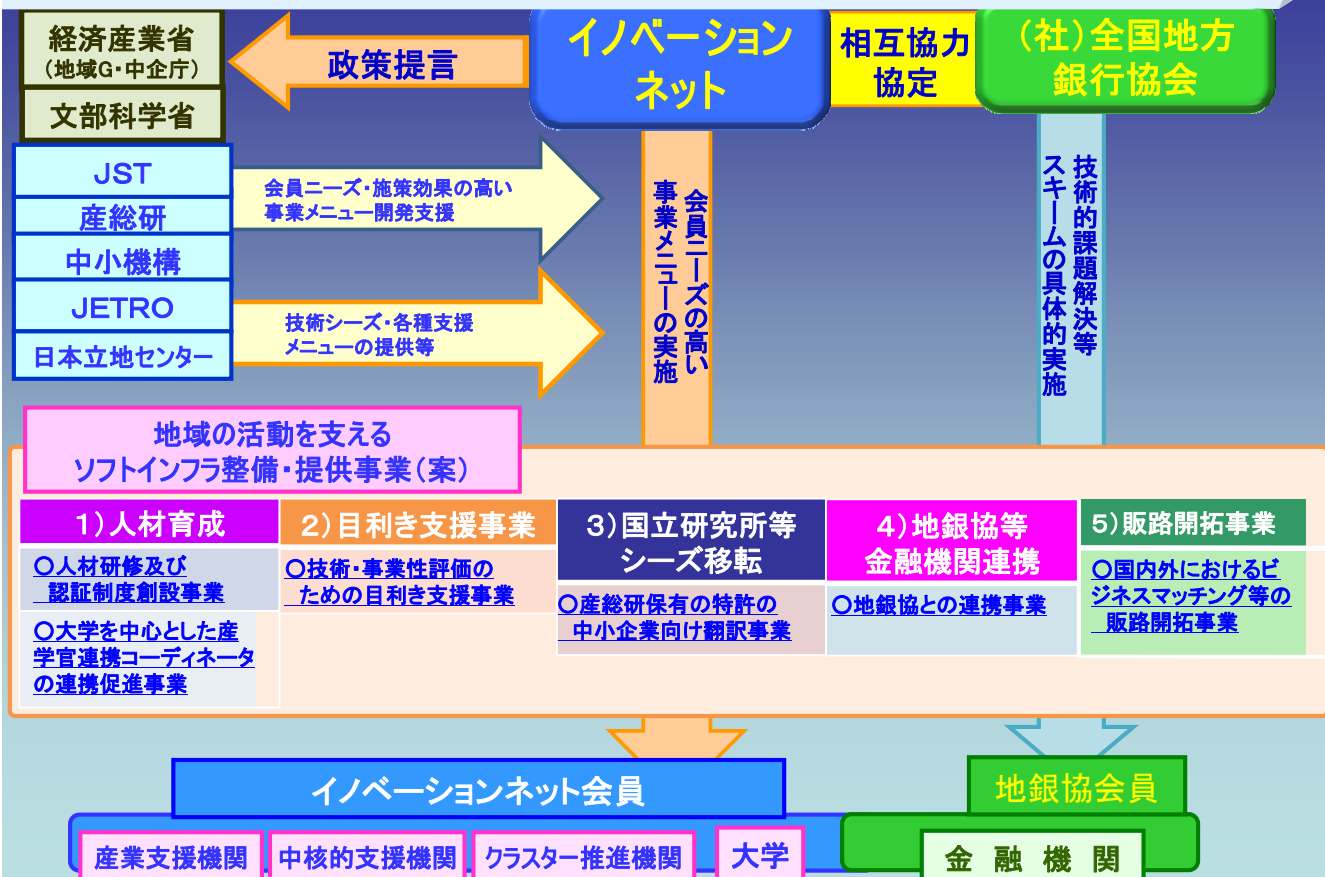 経済産業省
(地域G・中企庁)
文部科学省
政策提言
イノベーション
ネット
相互協力
協定
(社)全国地方
銀行協会
JST
産総研
中小機構
JETRO
日本立地センター
会員ニーズ・施策効果の高い
事業メニュー開発支援
技術シーズ・各種支援
メニューの提供等
会員ニーズの高い
事業メニューの実施
技術的課題解決等
スキームの具体的実施
地域の活動を支える
ソフトインフラ整備・提供事業(案)
1)人材育成
○人材研修及び
認証制度創設事業
○大学を中心とした産
学官連携コーディネータ
の連携促進事業
2)目利き支援事業
○技術・事業性評価の
ための目利き支援事業
3)国立研究所等
シーズ移転
○産総研保有の特許の
中小企業向け翻訳事業
4)地銀協等
金融機関連携
○地銀協との連携事業
5)販路開拓事業
○国内外におけるビ
ジネスマッチング等の
販路開拓事業
イノベーションネット会員
産業支援機関
中核的支援機関
クラスター推進機関
大学
地銀協会員
金融機関